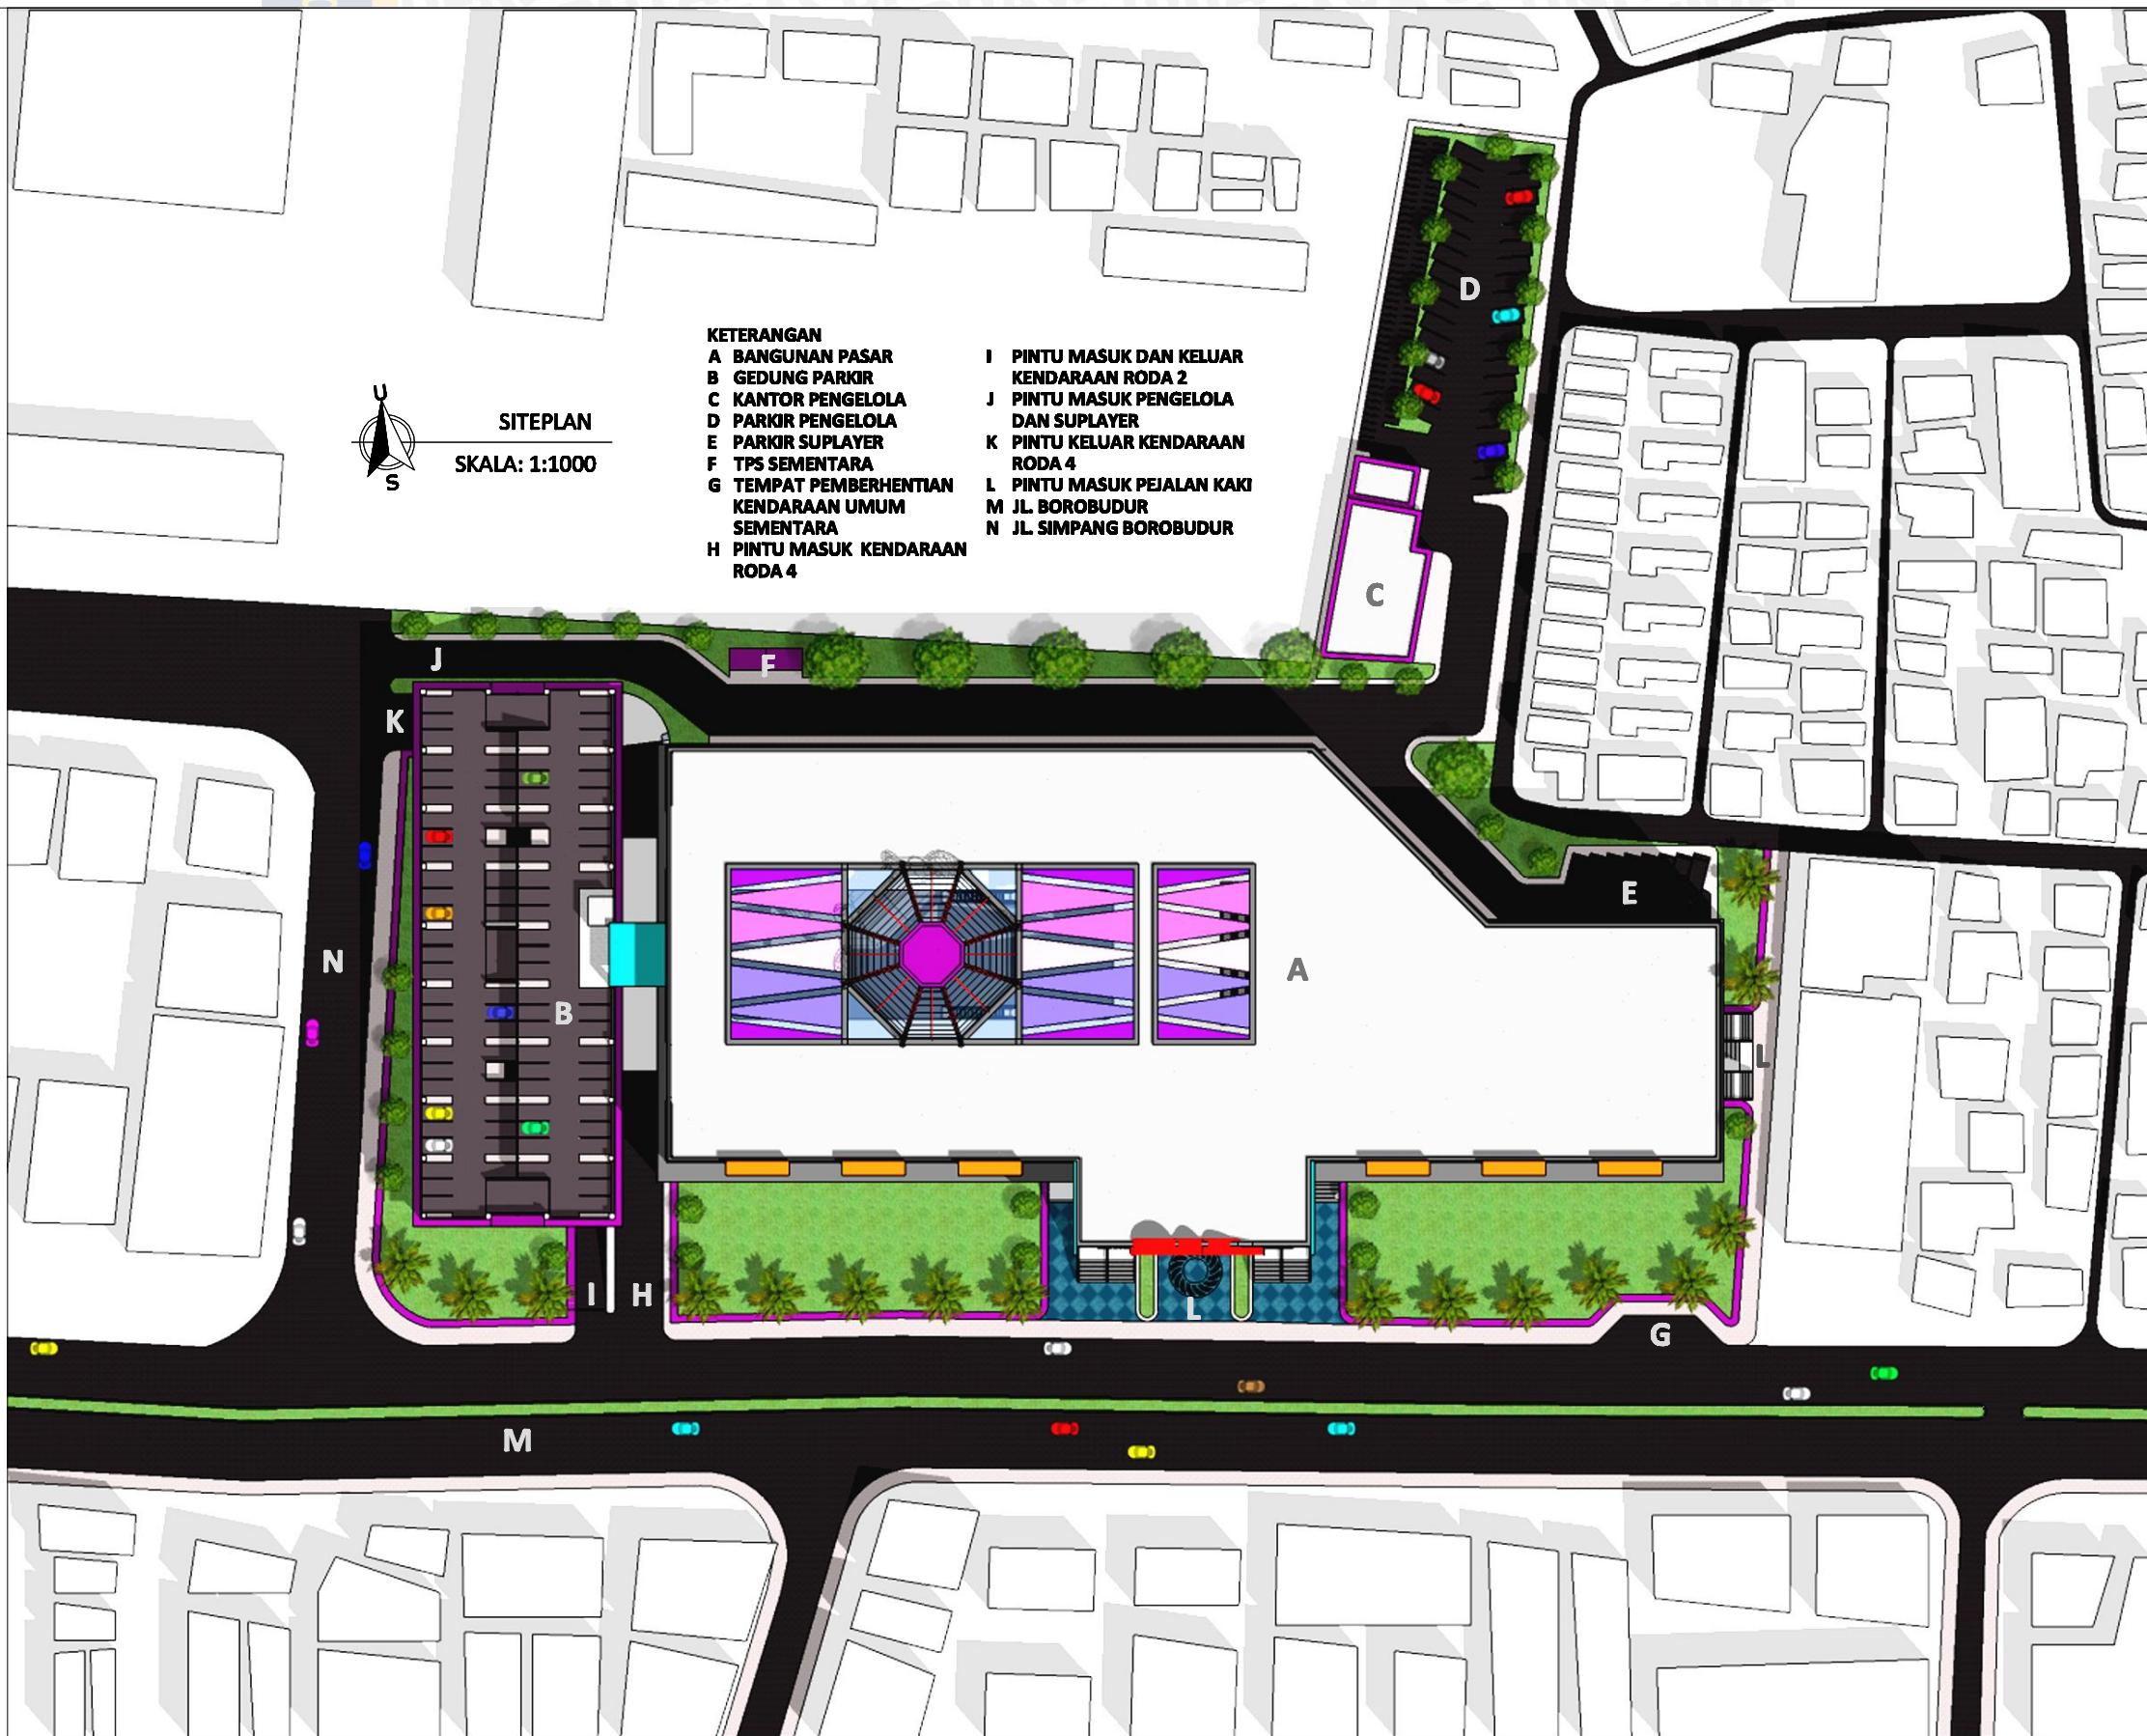 KETERANGAN
A BANGUNAN PASAR
B GEDUNG PARKIR
C KANTOR PENGELOLA
D PARKIR PENGELOLA
E PARKIR SUPLAYER
F TPS SEMENTARA
G TEMPAT PEMBERHENTIAN
KENDARAAN UMUM
SEMENTARA
H PINTU MASUK KENDARAAN
RODA 4
I PINTU MASUK DAN KELUAR
KENDARAAN RODA 2
J PINTU MASUK PENGELOLA
DAN SUPLAYER
K PINTU KELUAR KENDARAAN
RODA 4
L PINTU MASUK PEJALAN KAKI
M JL. BOROBUDUR
N JL. SIMPANG BOROBUDUR
U
S
SITEPLAN
SKALA: 1:1000
D
C
J
F
K
E
N
A
B
L
I
H
L
G
M